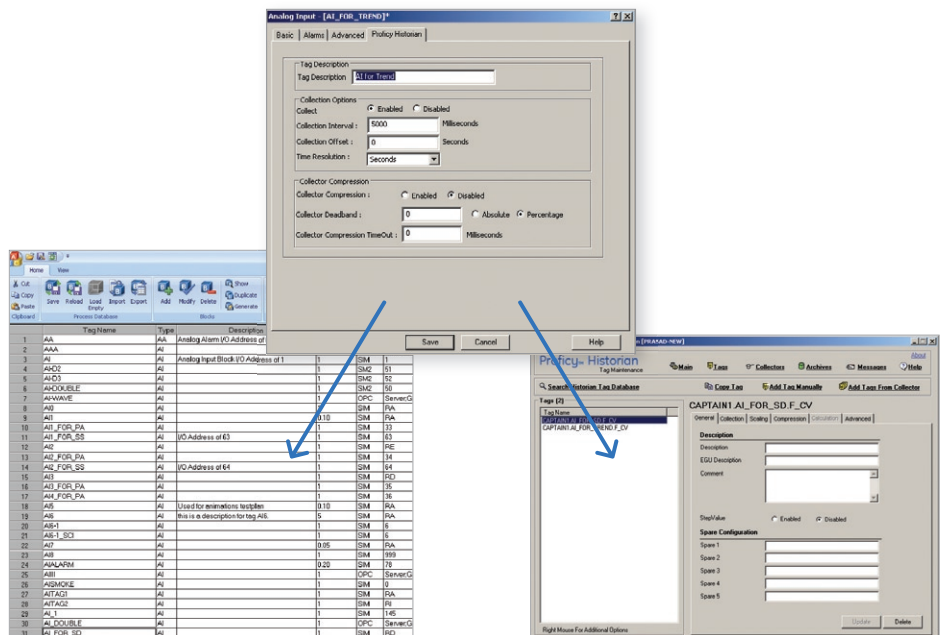 Analog Input - [AI_FOR_TREND]*
Basic Alarms Advanced Proficy Historian
Tag Description
Tag Description AI for Trend
Collection Options
Collect Enabled Disabled
Collection Interval : 5000 Milliseconds
Collection Offset : 0 Seconds
Time Resolution : Seconds
Collector Compression
Collector Compression : Enabled Disabled
Collector Deadband : 0 Absolute Percentage
Collector Compression TimeOut : 0 Milliseconds
Save Cancel Help
Home View
Cut
Copy
Paste
Clipboard
Save Reload Load Empty Import Export
Process Database
Add Modify Delete
Show
Duplicate
Generate
Blocks
Tag Name Type Description
1 AA AA Analog Alarm I/O Address of
2 AAA AI
3 AI AI Analog Input Block I/O Address of 1 1 SIM 1
4 AI-D2 AI 1 SM2 51
5 AI-D3 AI 1 SM2 52
6 AI-DOUBLE AI 1 SM2 50
7 AI-WAVE AI 1 OPC Server.G
8 AI0 AI 1 SIM RA
9 AI1 AI 0.10 SIM RA
10 AI1_FOR_PA AI 1 SIM 33
11 AI1_FOR_SS AI I/O Address of 63 1 SIM 63
12 AI2 AI 1 SIM RE
13 AI2_FOR_PA AI 1 SIM 34
14 AI2_FOR_SS AI I/O Address of 64 1 SIM 64
15 AI3 AI 1 SIM RD
16 AI3_FOR_PA AI 1 SIM 35
17 AI4_FOR_PA AI 1 SIM 36
18 AI5 AI Used for animations testplan 0.10 SIM RA
19 AI6 AI this is a description for tag AI6. 5 SIM RA
20 AI6-1 AI 1 SIM 6
21 AI6-1_SCI AI 1 SIM 6
22 AI7 AI 0.05 SIM RA
23 AI8 AI 1 SIM 999
24 AIALARM AI 0.20 SIM 78
25 AIIII AI 1 OPC Server.G
26 AISMOKE AI 1 SIM 0
27 AITAG1 AI 1 SIM RA
28 AITAG2 AI 1 SIM RI
29 AI_1 AI 1 SIM 145
30 AI_DOUBLE AI 1 OPC Server.G
31 AI_FOR_SD AI 1 SIM RD
[PRASAD-NEW]
Proficy Historian
Tag Maintenance
Main Tags Collectors Archives Messages About Help
Search Historian Tag Database Copy Tag Add Tag Manually Add Tags From Collector
Tags (2)
Tag Name
CAPTAIN1.AI_FOR_SD.F_CV
CAPTAIN1.AI_FOR_TREND.F_CV
Right Mouse For Additional Options
CAPTAIN1.AI_FOR_SD.F_CV
General Collection Scaling Compression Calculation Advanced
Description
Description
EGU Description
Comment
StepValue Enabled Disabled
Spare Configuration
Spare 1
Spare 2
Spare 3
Spare 4
Spare 5
Update Delete